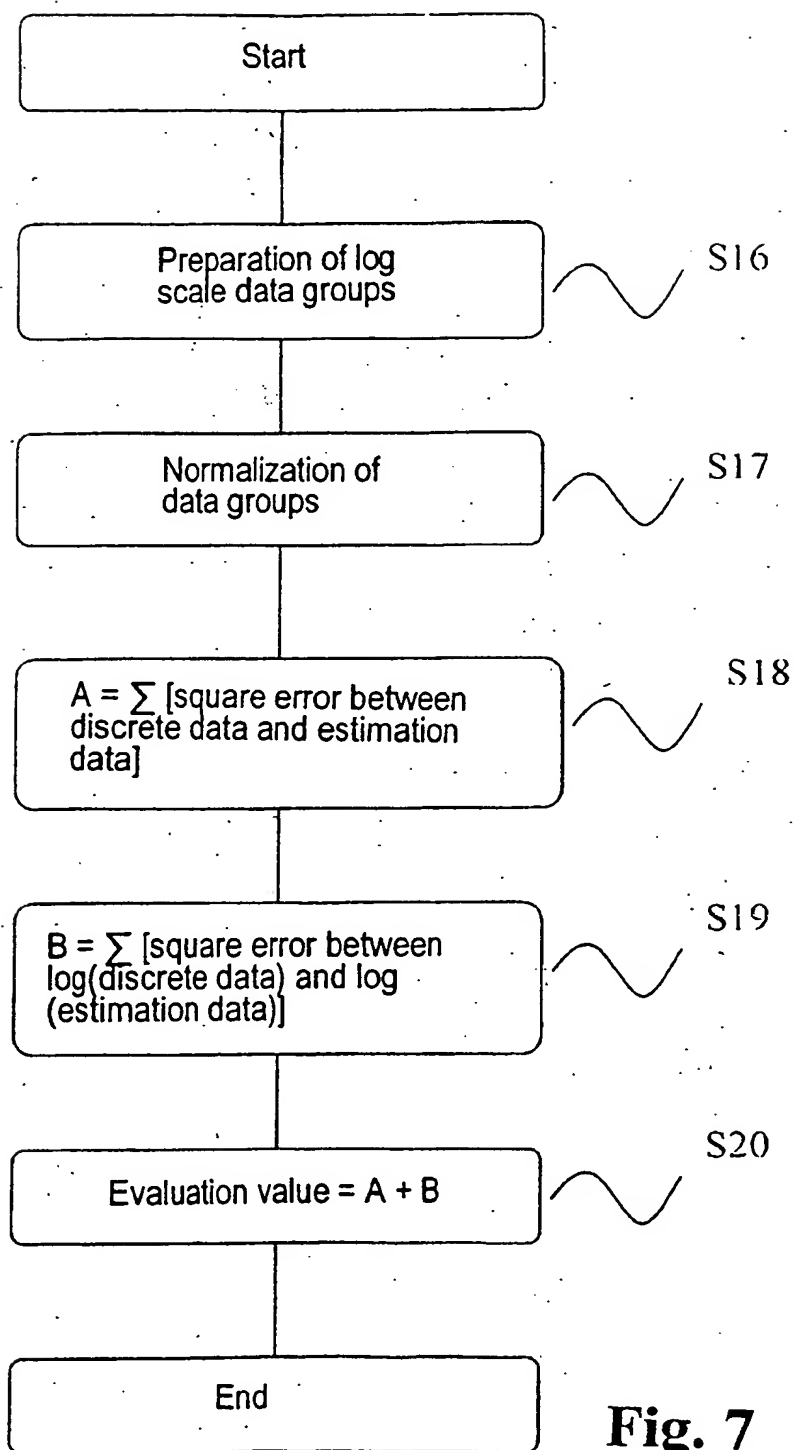 Start
Preparation of log
scale data groups
S16
Normalization of
data groups
S17
A = ∑ [square error between
discrete data and estimation
data]
S18
B = ∑ [square error between
log(discrete data) and log
(estimation data)]
S19
Evaluation value = A + B
S20
End
Fig. 7